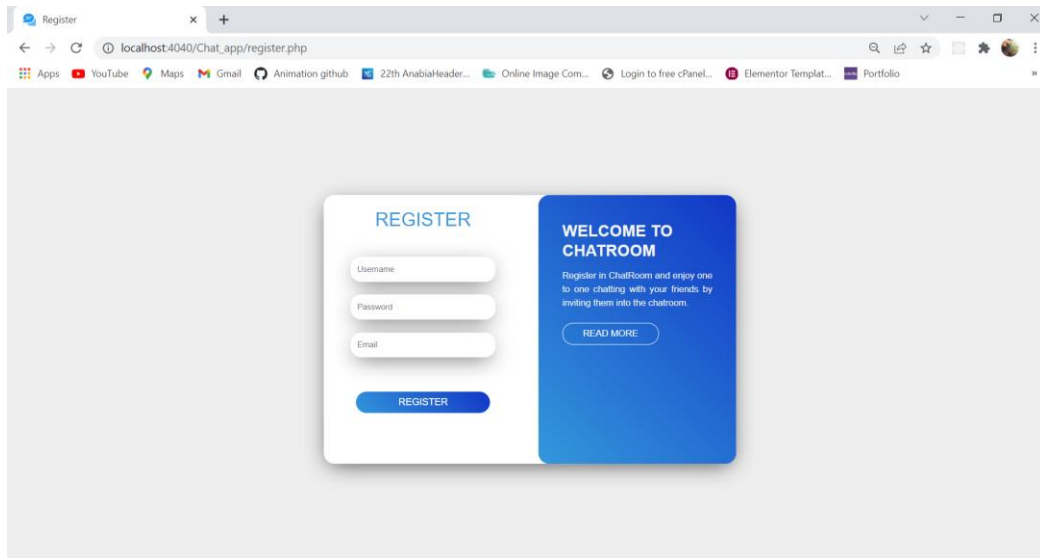 Register
localhost:4040/Chat_app/register.php
Apps YouTube Maps Gmail Animation github 22th AnabiaHeader... Online Image Com... Login to free cPanel... Elementor Templat... Portfolio »
REGISTER
Username
Password
Email
REGISTER
WELCOME TO
CHATROOM
Register in ChatRoom and enjoy one
to one chatting with your friends by
inviting them into the chatroom.
READ MORE